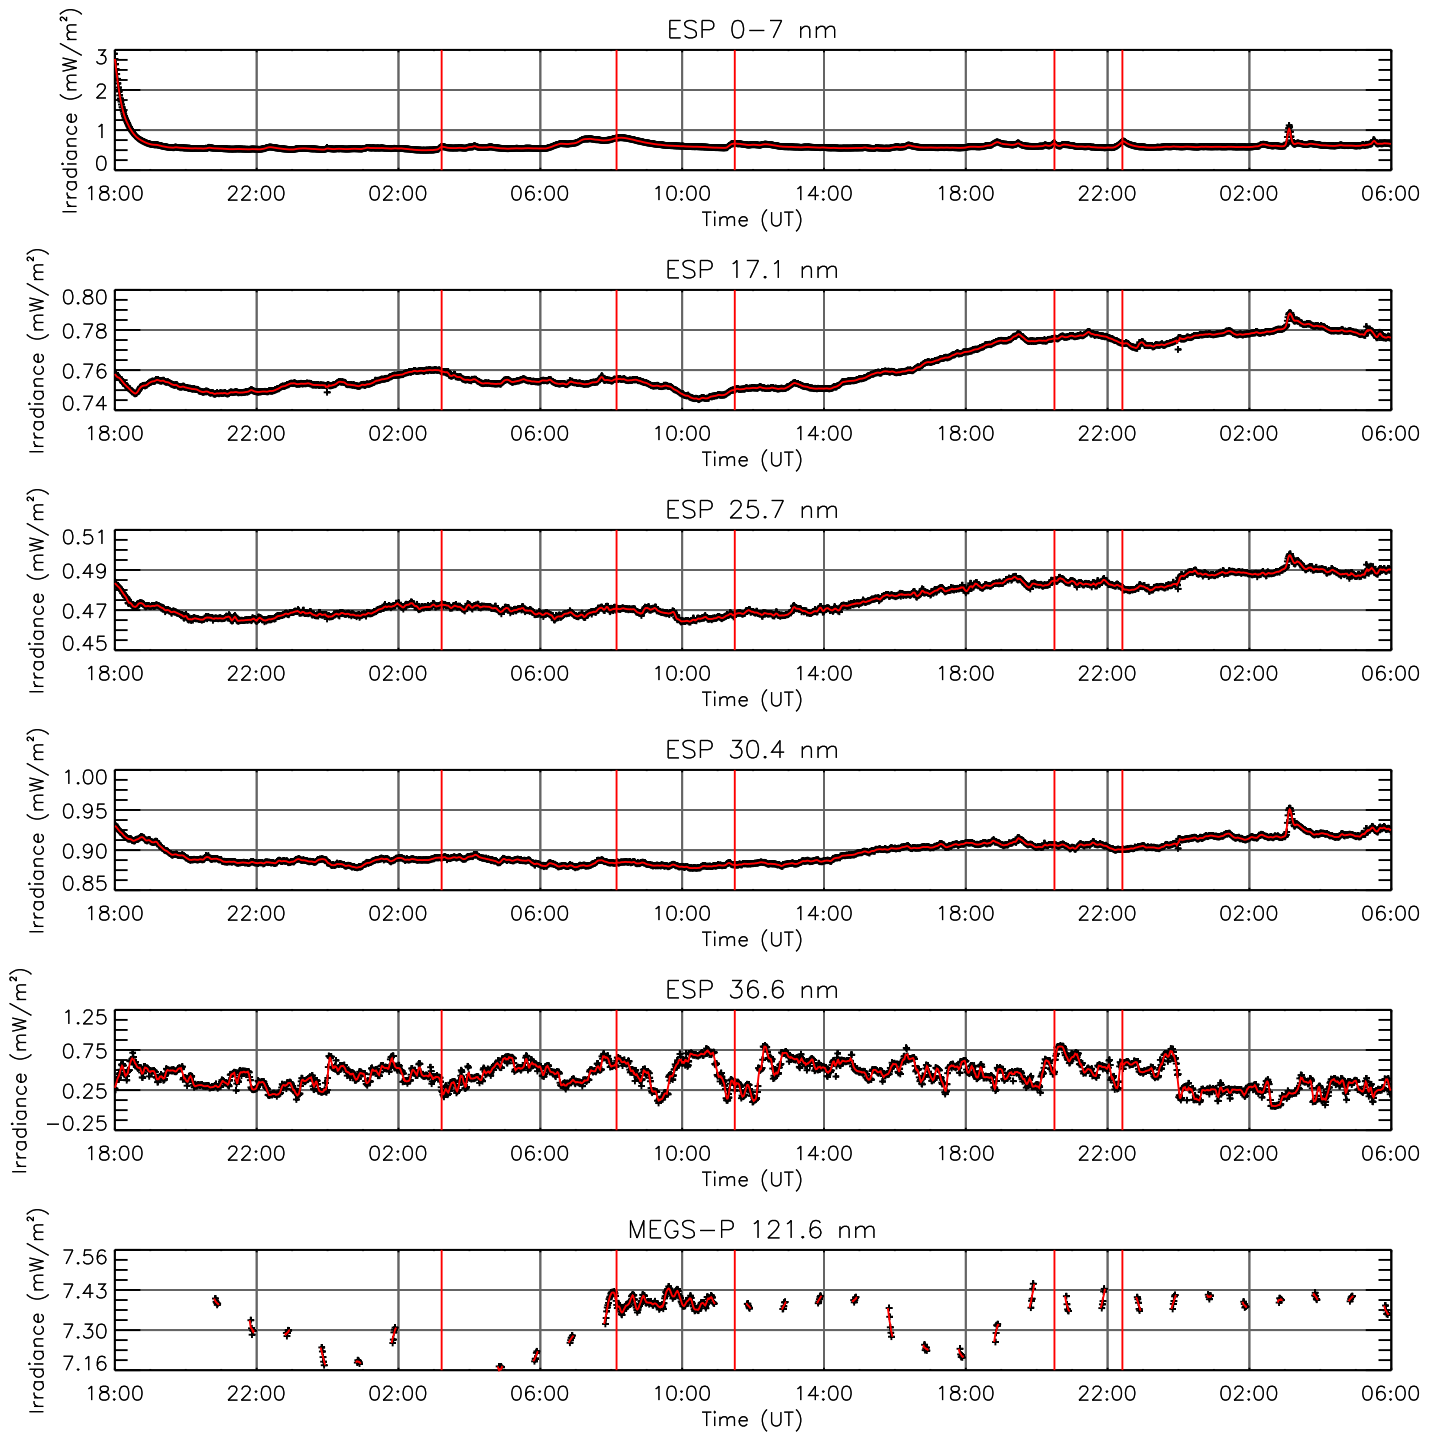 ESP 0-7 nm
Irradiance (mW/m²)
3
2
1
0
18:00 22:00 02:00 06:00 10:00 14:00 18:00 22:00 02:00 06:00
Time (UT)
ESP 17.1 nm
Irradiance (mW/m²)
0.80
0.78
0.76
0.74
18:00 22:00 02:00 06:00 10:00 14:00 18:00 22:00 02:00 06:00
Time (UT)
ESP 25.7 nm
Irradiance (mW/m²)
0.51
0.49
0.47
0.45
18:00 22:00 02:00 06:00 10:00 14:00 18:00 22:00 02:00 06:00
Time (UT)
ESP 30.4 nm
Irradiance (mW/m²)
1.00
0.95
0.90
0.85
18:00 22:00 02:00 06:00 10:00 14:00 18:00 22:00 02:00 06:00
Time (UT)
ESP 36.6 nm
Irradiance (mW/m²)
1.25
0.75
0.25
-0.25
18:00 22:00 02:00 06:00 10:00 14:00 18:00 22:00 02:00 06:00
Time (UT)
MEGS-P 121.6 nm
Irradiance (mW/m²)
7.56
7.43
7.30
7.16
18:00 22:00 02:00 06:00 10:00 14:00 18:00 22:00 02:00 06:00
Time (UT)